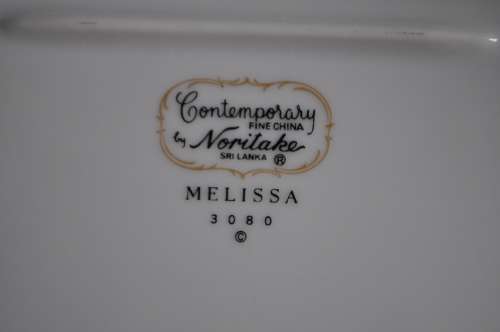 Contemporary
FINE CHINA
by Noritake
SRI LANKA ®
MELISSA
3080
©